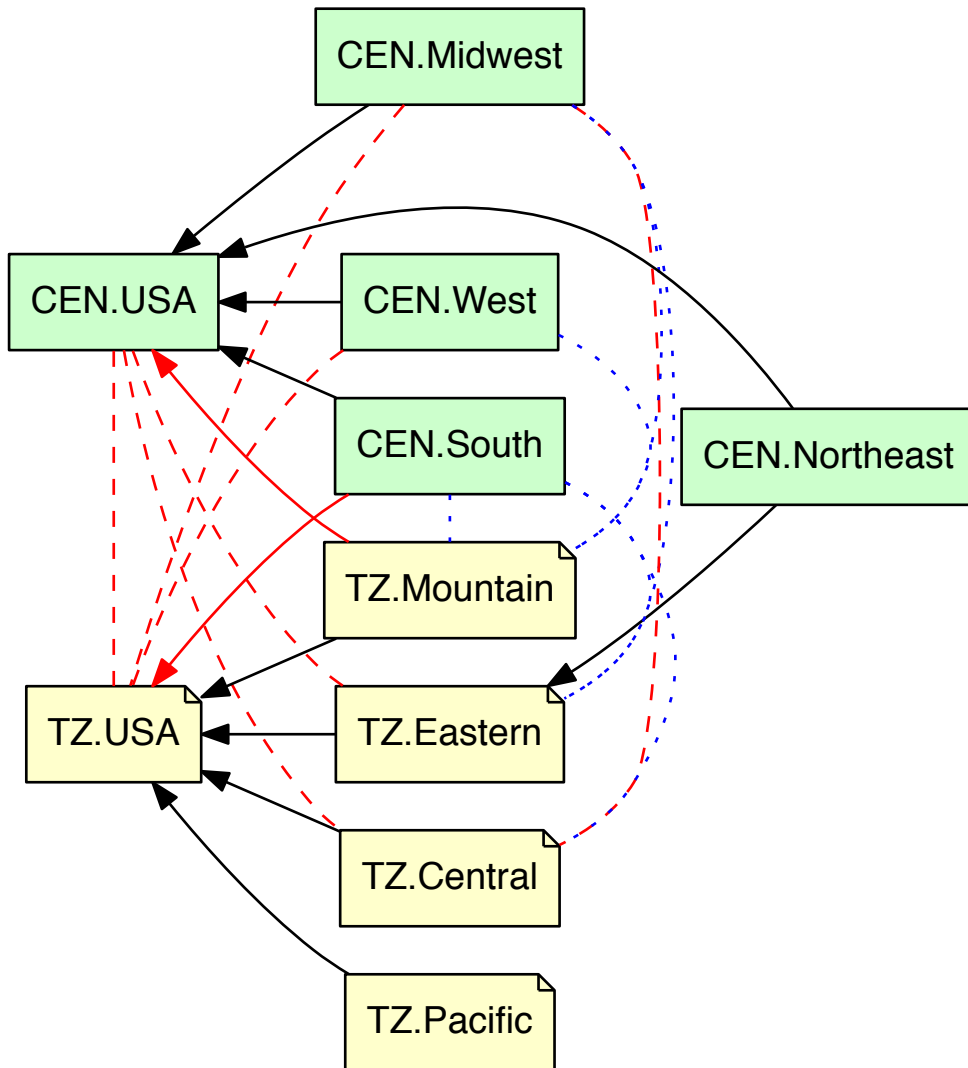 CEN.Midwest
CEN.USA
CEN.West
CEN.South
CEN.Northeast
TZ.Mountain
TZ.USA
TZ.Eastern
TZ.Central
TZ.Pacific